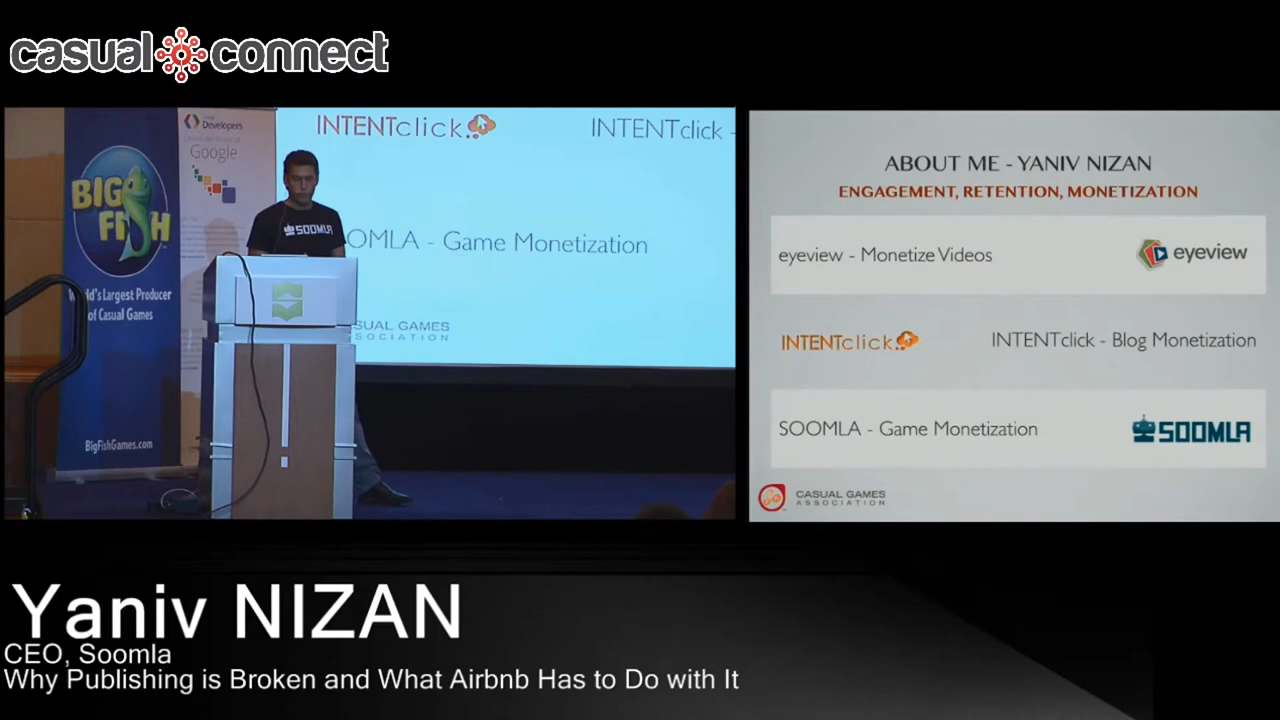 casual connect
INTENTclick
INTENTclick -
Developers
Google
BIG
FISH
SOOMLA
OMLA - Game Monetization
World's Largest Producer
of Casual Games
SUAL GAMES
SOCIATION
BigFishGames.com
ABOUT ME - YANIV NIZAN
ENGAGEMENT, RETENTION, MONETIZATION
eyeview - Monetize Videos
eyeview
INTENTclick
INTENTclick - Blog Monetization
SOOMLA - Game Monetization
SOOMLA
CASUAL GAMES
ASSOCIATION
Yaniv NIZAN
CEO, Soomla
Why Publishing is Broken and What Airbnb Has to Do with It